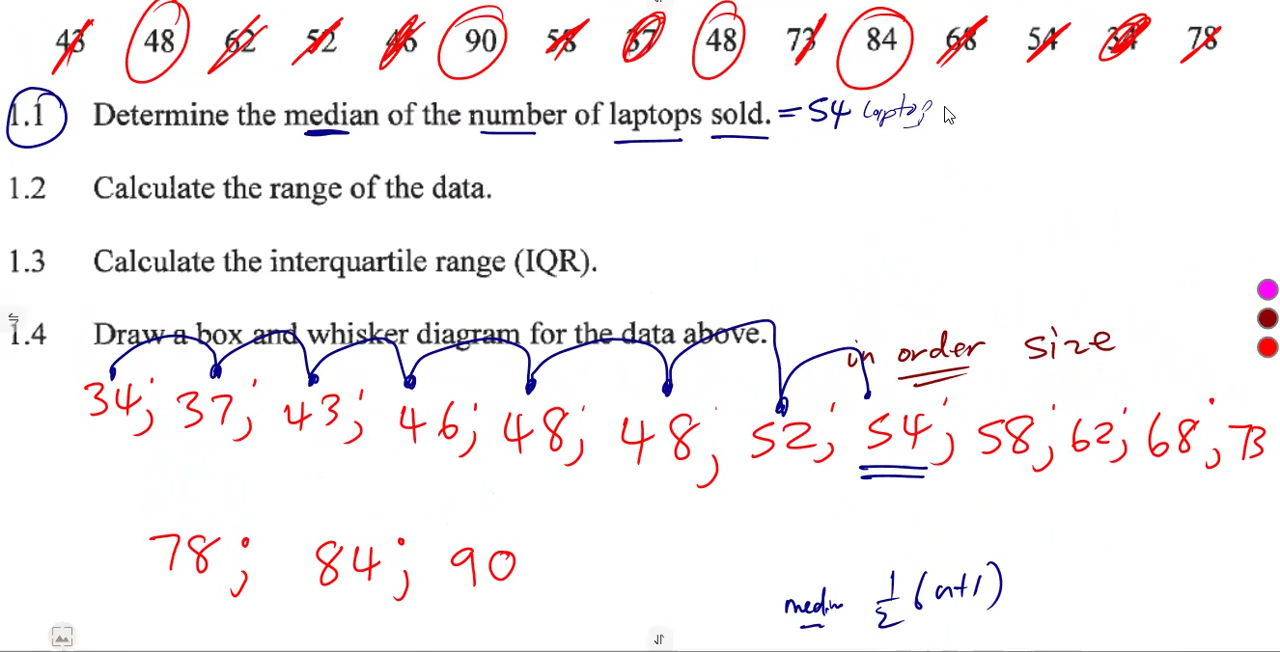 43 48 62 52 46 90 58 37 48 73 84 68 54 34 78
1.1 Determine the median of the number of laptops sold. = 54
1.2 Calculate the range of the data.
1.3 Calculate the interquartile range (IQR).
1.4 Draw a box and whisker diagram for the data above.
in order size
34; 37; 43; 46; 48; 48; 52; 54; 58; 62; 68; 73
78; 84; 90
median 1/2 (n+1)